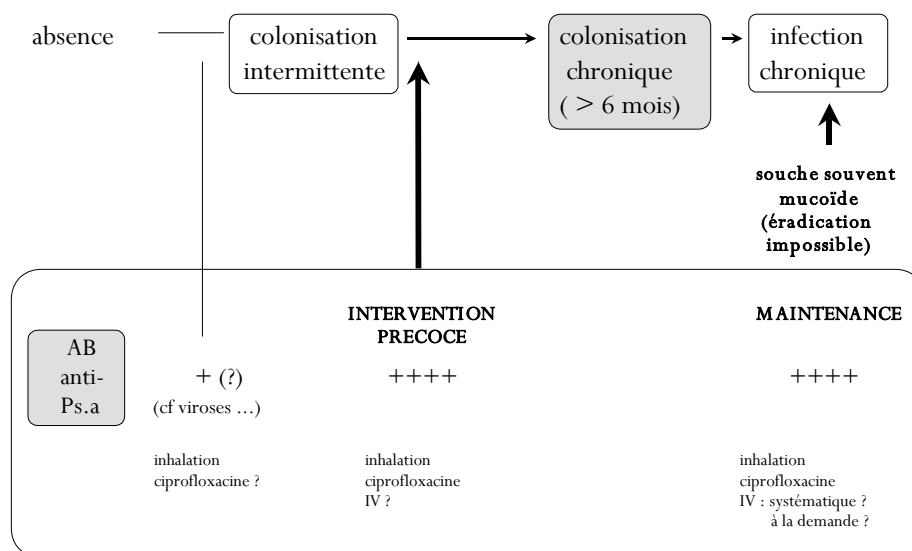 absence
colonisation
intermittente
colonisation
chronique
( > 6 mois)
infection
chronique
souche souvent
mucoïde
(éradication
impossible)
INTERVENTION
PRECOCE
MAINTENANCE
AB
anti-
Ps.a
+ (?)
(cf viroses ...)
++++
++++
inhalation
ciprofloxacine ?
inhalation
ciprofloxacine
IV ?
inhalation
ciprofloxacine
IV : systématique ?
à la demande ?